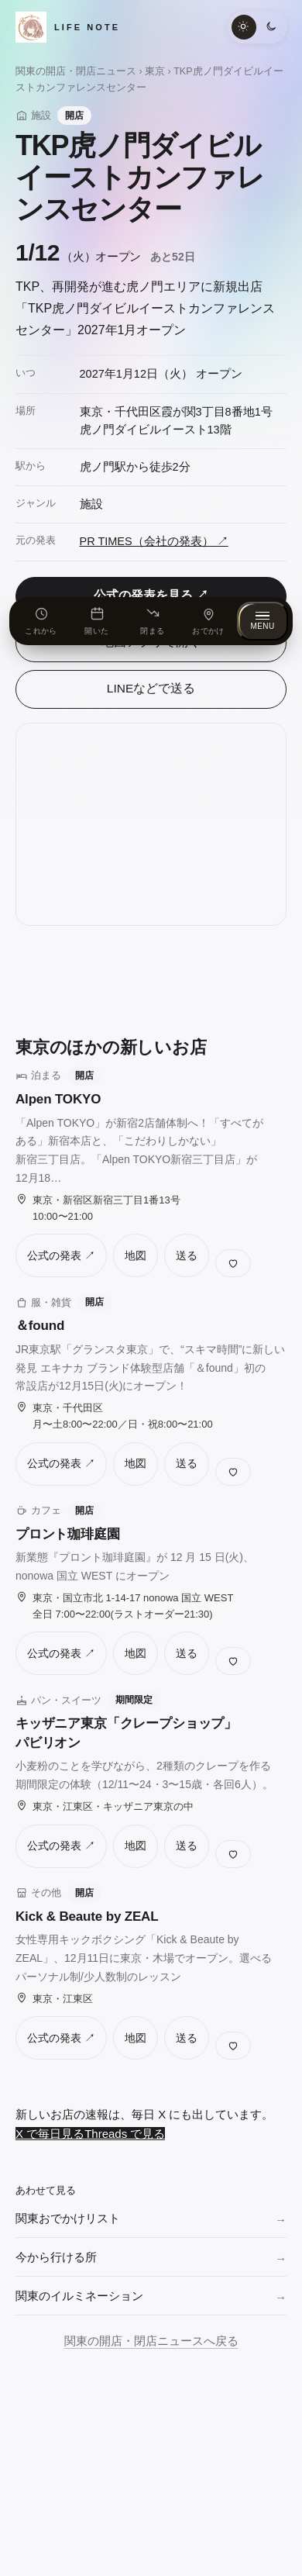 LIFE NOTE
関東の開店・閉店ニュース › 東京 › TKP虎ノ門ダイビルイー
ストカンファレンスセンター
施設 開店
TKP虎ノ門ダイビル
イーストカンファレ
ンスセンター
1/12（火）オープン あと52日
TKP、再開発が進む虎ノ門エリアに新規出店
「TKP虎ノ門ダイビルイーストカンファレンス
センター」2027年1月オープン
いつ 2027年1月12日（火） オープン
場所 東京・千代田区霞が関3丁目8番地1号
虎ノ門ダイビルイースト13階
駅から 虎ノ門駅から徒歩2分
ジャンル 施設
元の発表 PR TIMES（会社の発表） ↗
公式の発表を見る ↗
これから 開いた 閉まる おでかけ MENU
LINEなどで送る
東京のほかの新しいお店
泊まる 開店
Alpen TOKYO
「Alpen TOKYO」が新宿2店舗体制へ！「すべてが
ある」新宿本店と、「こだわりしかない」
新宿三丁目店。「Alpen TOKYO新宿三丁目店」が
12月18…
東京・新宿区新宿三丁目1番13号
10:00〜21:00
公式の発表 ↗ 地図 送る
服・雑貨 開店
＆found
JR東京駅「グランスタ東京」で、“スキマ時間”に新しい
発見 エキナカ ブランド体験型店舗「＆found」初の
常設店が12月15日(火)にオープン！
東京・千代田区
月〜土8:00〜22:00／日・祝8:00〜21:00
公式の発表 ↗ 地図 送る
カフェ 開店
プロント珈琲庭園
新業態『プロント珈琲庭園』が 12 月 15 日(火)、
nonowa 国立 WEST にオープン
東京・国立市北 1-14-17 nonowa 国立 WEST
全日 7:00〜22:00(ラストオーダー21:30)
公式の発表 ↗ 地図 送る
パン・スイーツ 期間限定
キッザニア東京「クレープショップ」
パビリオン
小麦粉のことを学びながら、2種類のクレープを作る
期間限定の体験（12/11〜24・3〜15歳・各回6人）。
東京・江東区・キッザニア東京の中
公式の発表 ↗ 地図 送る
その他 開店
Kick & Beaute by ZEAL
女性専用キックボクシング「Kick & Beaute by
ZEAL」、12月11日に東京・木場でオープン。選べる
パーソナル制/少人数制のレッスン
東京・江東区
公式の発表 ↗ 地図 送る
新しいお店の速報は、毎日 X にも出しています。
X で毎日見るThreads で見る
あわせて見る
関東おでかけリスト →
今から行ける所 →
関東のイルミネーション →
関東の開店・閉店ニュースへ戻る